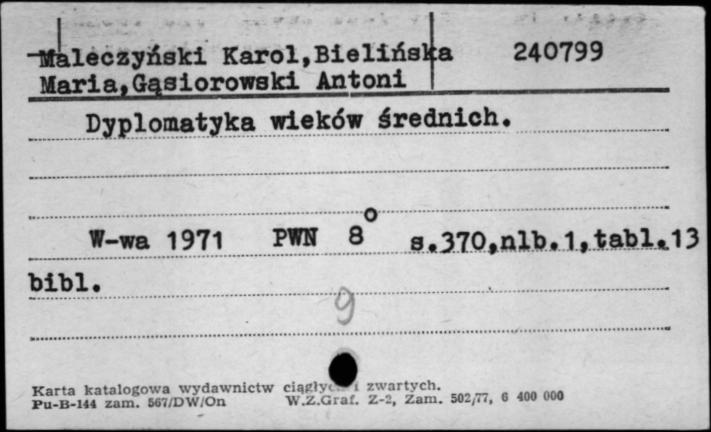 Maleczyński Karol,Bielińska 240799
Maria,Gąsiorowski Antoni
Dyplomatyka wieków średnich.
W-wa 1971 PWN 8° s.370,nlb.1,tabl.13
bibl.
9
Karta katalogowa wydawnictw ciągłych i zwartych.
Pu-B-144 zam. 567/DW/On W.Z.Graf. Z-2, Zam. 502/77, 6 400 000